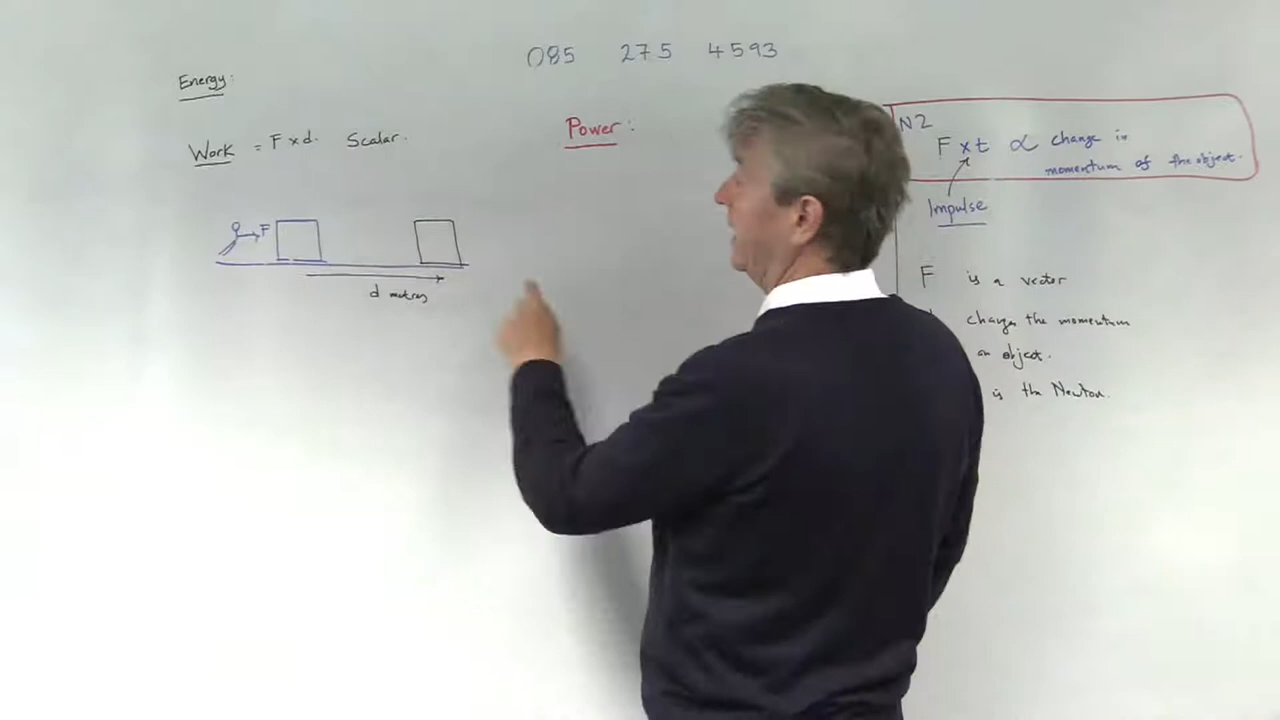 085 275 4593
Energy:
Work = F x d. Scalar.
F
d metres
Power:
N2
F x t ∝ change in
momentum of the object.
Impulse
F is a vector
change the momentum
an object.
is the Newton.